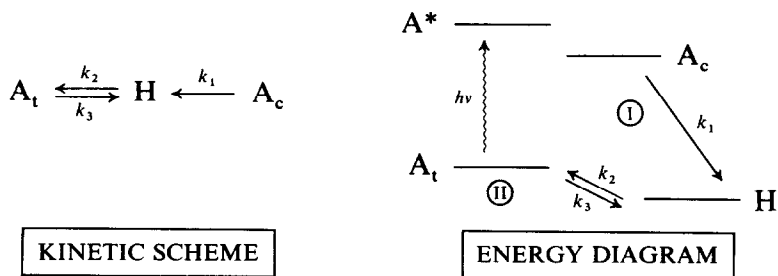 A_t k_2 k_3 H k_1 A_c
KINETIC SCHEME
A*
A_c
hν
I
k_1
A_t
II
k_2
k_3
H
ENERGY DIAGRAM